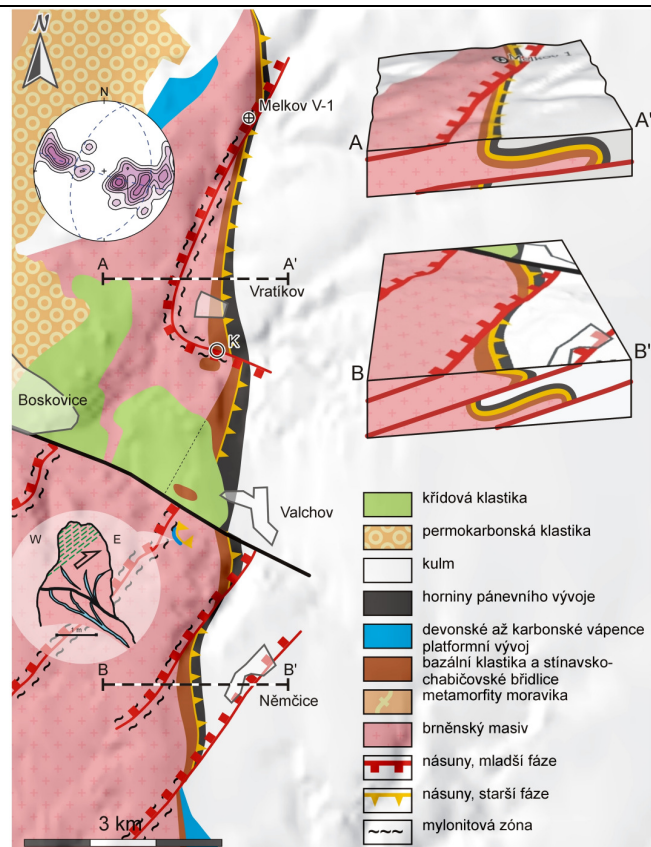 N
N
Melkov V-1
A
A'
Vratíkov
K
Boskovice
Valchov
W
E
1 m
B
B'
Němčice
3 km
Melkov 1
A
A'
B
B'
křídová klastika
permokarbonská klastika
kulm
horniny pánevního vývoje
devonské až karbonské vápence
platformní vývoj
bazální klastika a stínavsko-
chabičovské břidlice
metamorfity moravika
brněnský masiv
násuny, mladší fáze
násuny, starší fáze
mylonitová zóna